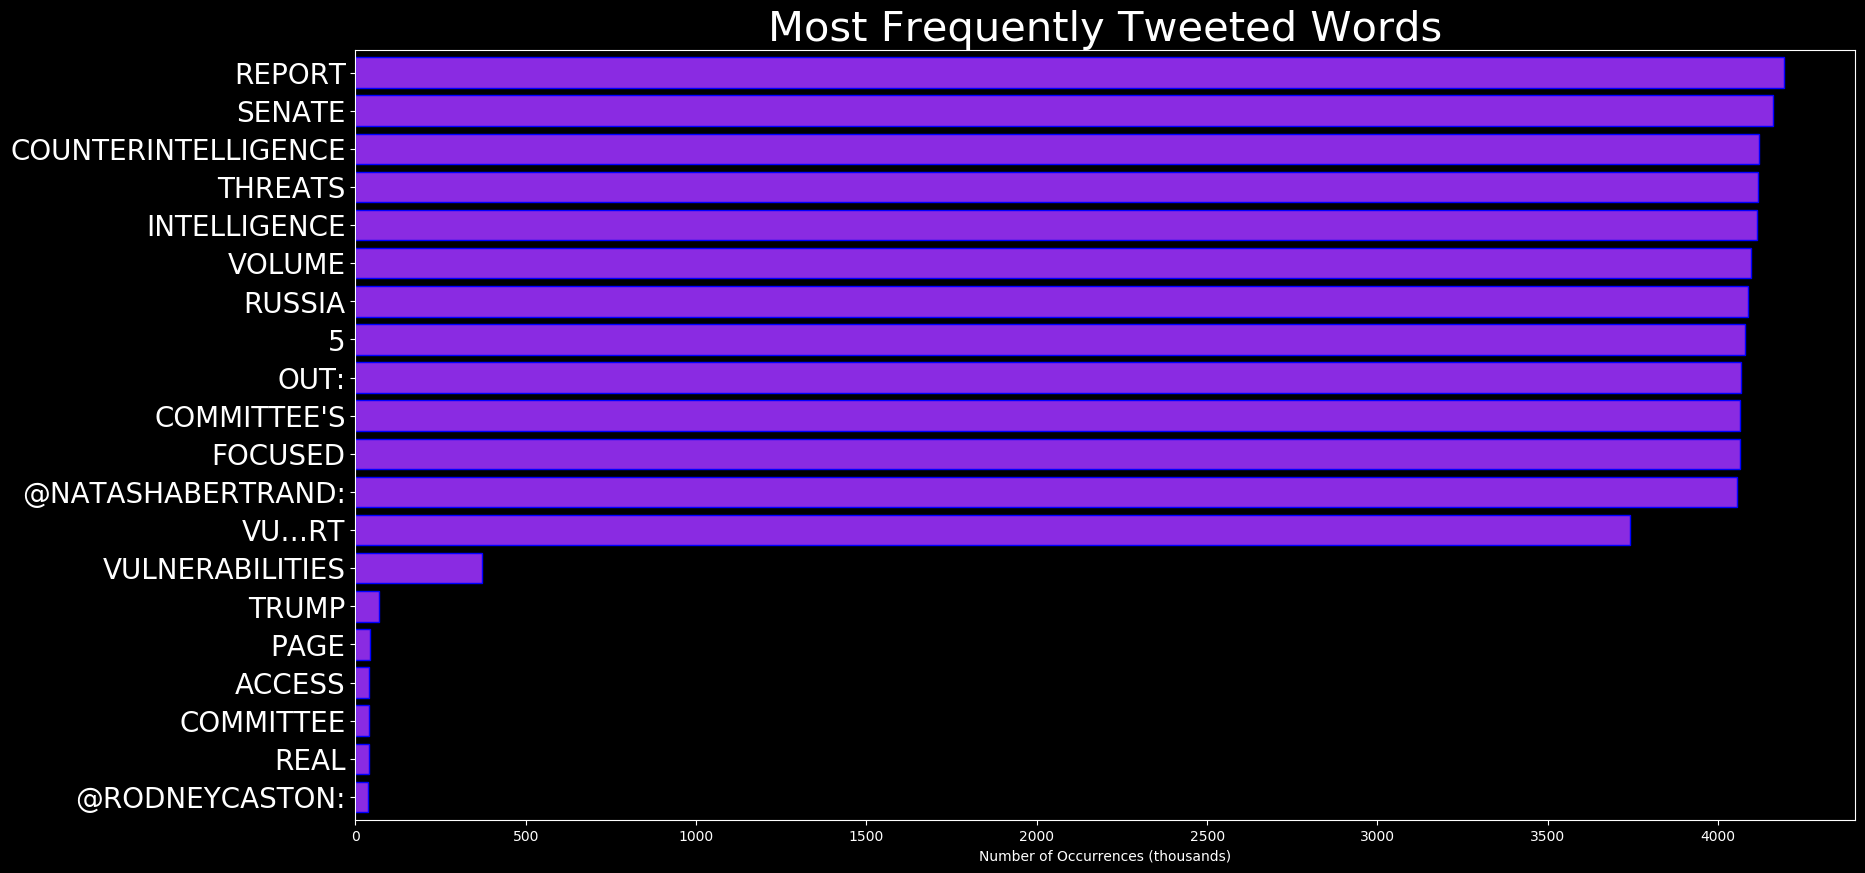 Most Frequently Tweeted Words
REPORT
SENATE
COUNTERINTELLIGENCE
THREATS
INTELLIGENCE
VOLUME
RUSSIA
5
OUT:
COMMITTEE'S
FOCUSED
@NATASHABERTRAND:
VU…RT
VULNERABILITIES
TRUMP
PAGE
ACCESS
COMMITTEE
REAL
@RODNEYCASTON:
0 500 1000 1500 2000 2500 3000 3500 4000
Number of Occurrences (thousands)